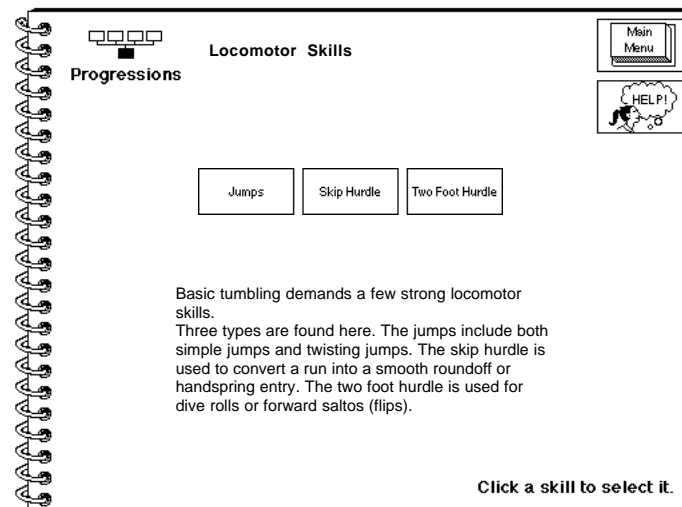 Progressions
Locomotor Skills
Main
Menu
HELP!
Jumps
Skip Hurdle
Two Foot Hurdle
Basic tumbling demands a few strong locomotor
skills.
Three types are found here. The jumps include both
simple jumps and twisting jumps. The skip hurdle is
used to convert a run into a smooth roundoff or
handspring entry. The two foot hurdle is used for
dive rolls or forward saltos (flips).
Click a skill to select it.